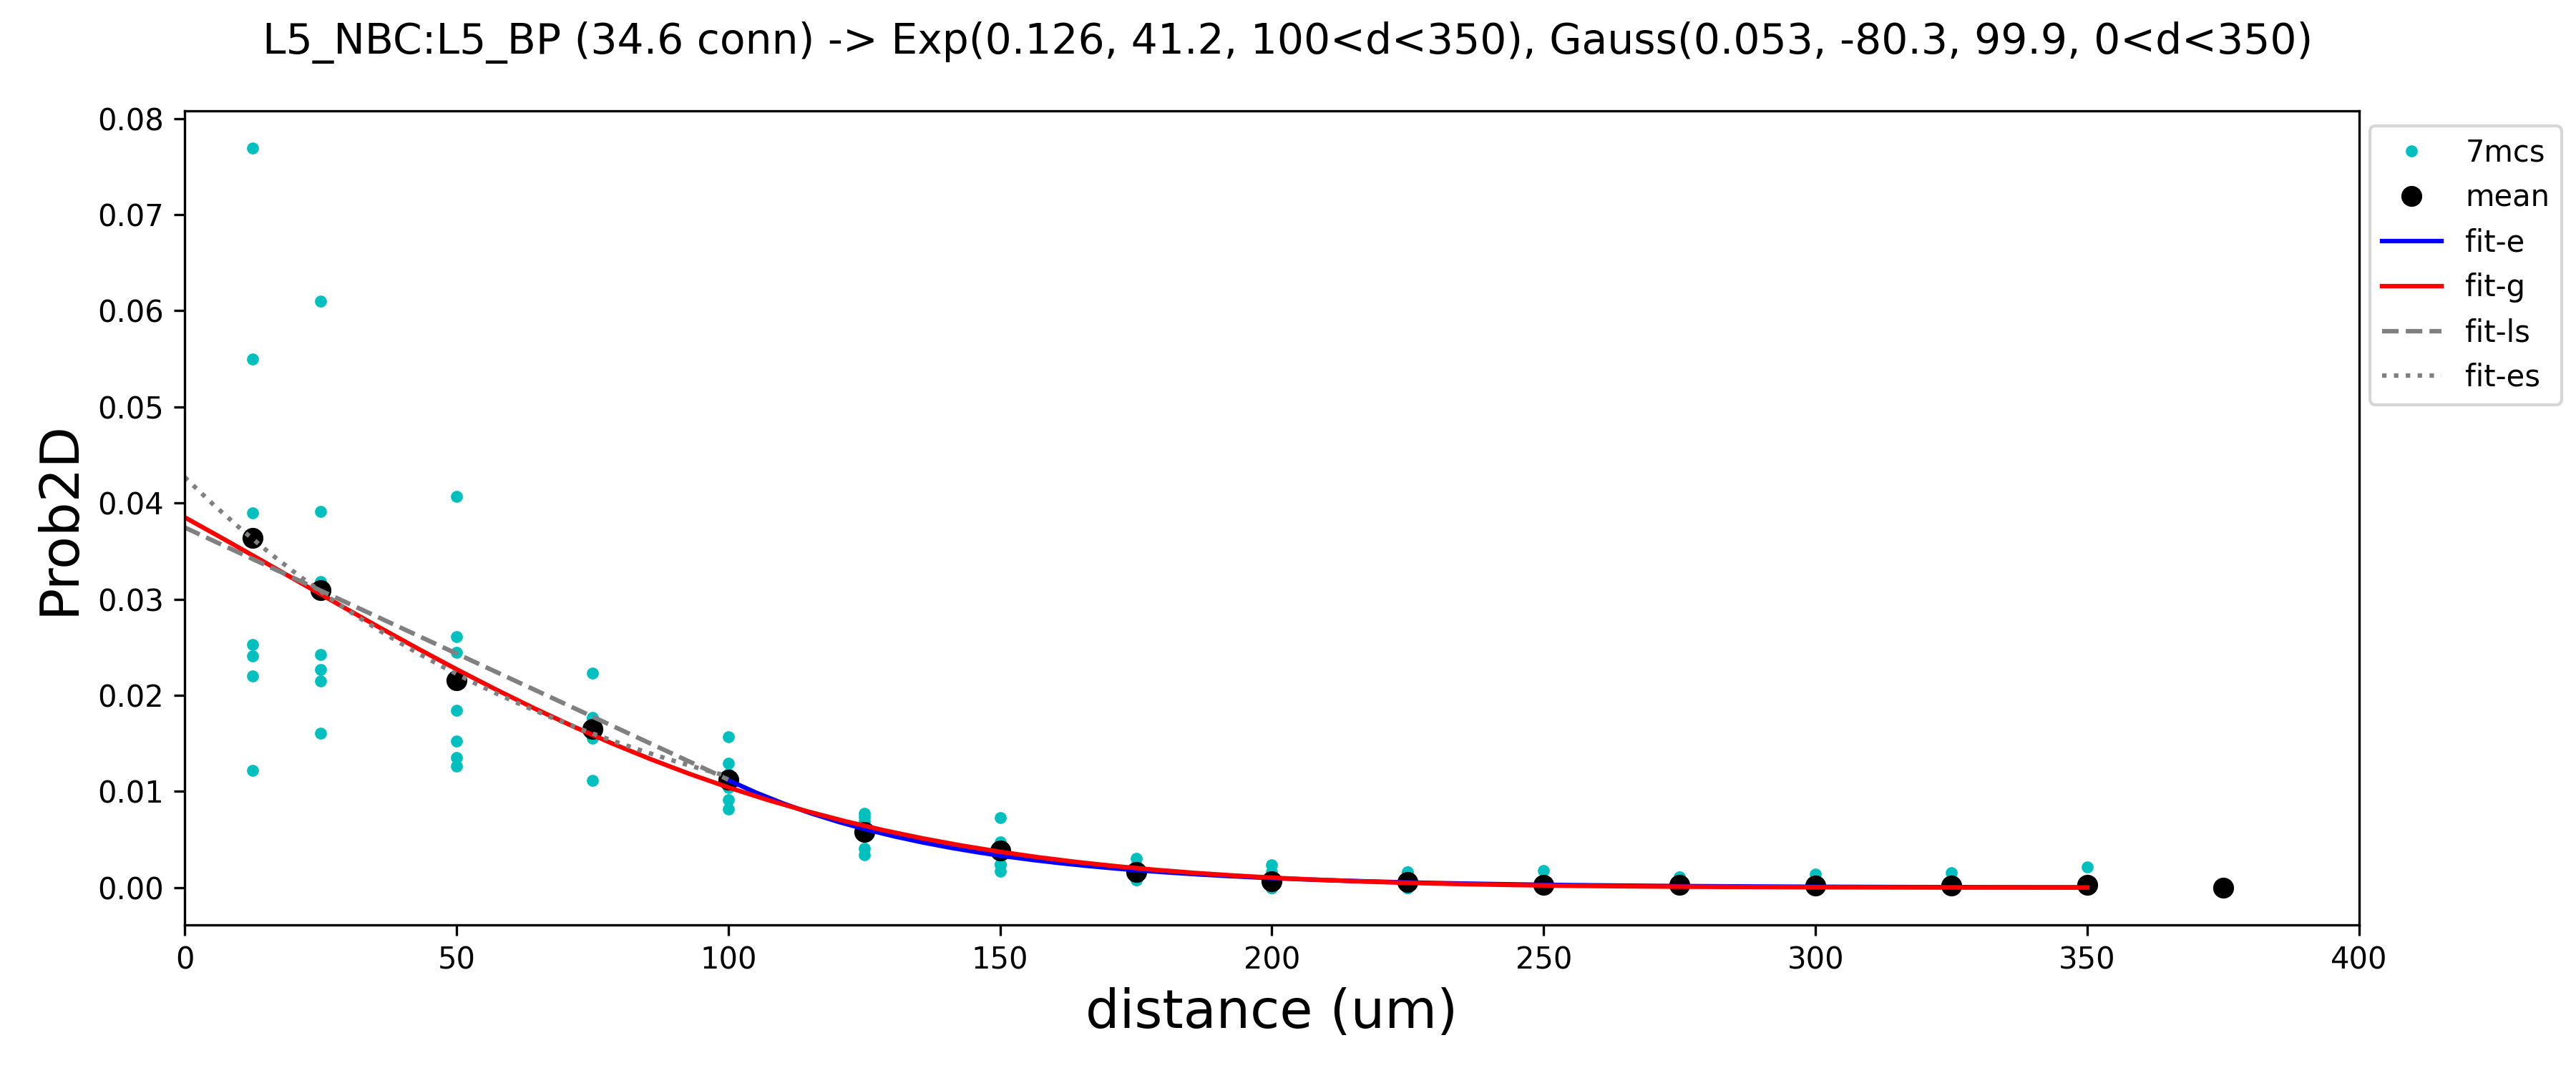 L5_NBC:L5_BP (34.6 conn) -> Exp(0.126, 41.2, 100<d<350), Gauss(0.053, -80.3, 99.9, 0<d<350)
0.08
0.07
0.06
0.05
0.04
0.03
0.02
0.01
0.00
Prob2D
0 50 100 150 200 250 300 350 400
distance (um)
7mcs
mean
fit-e
fit-g
fit-ls
fit-es